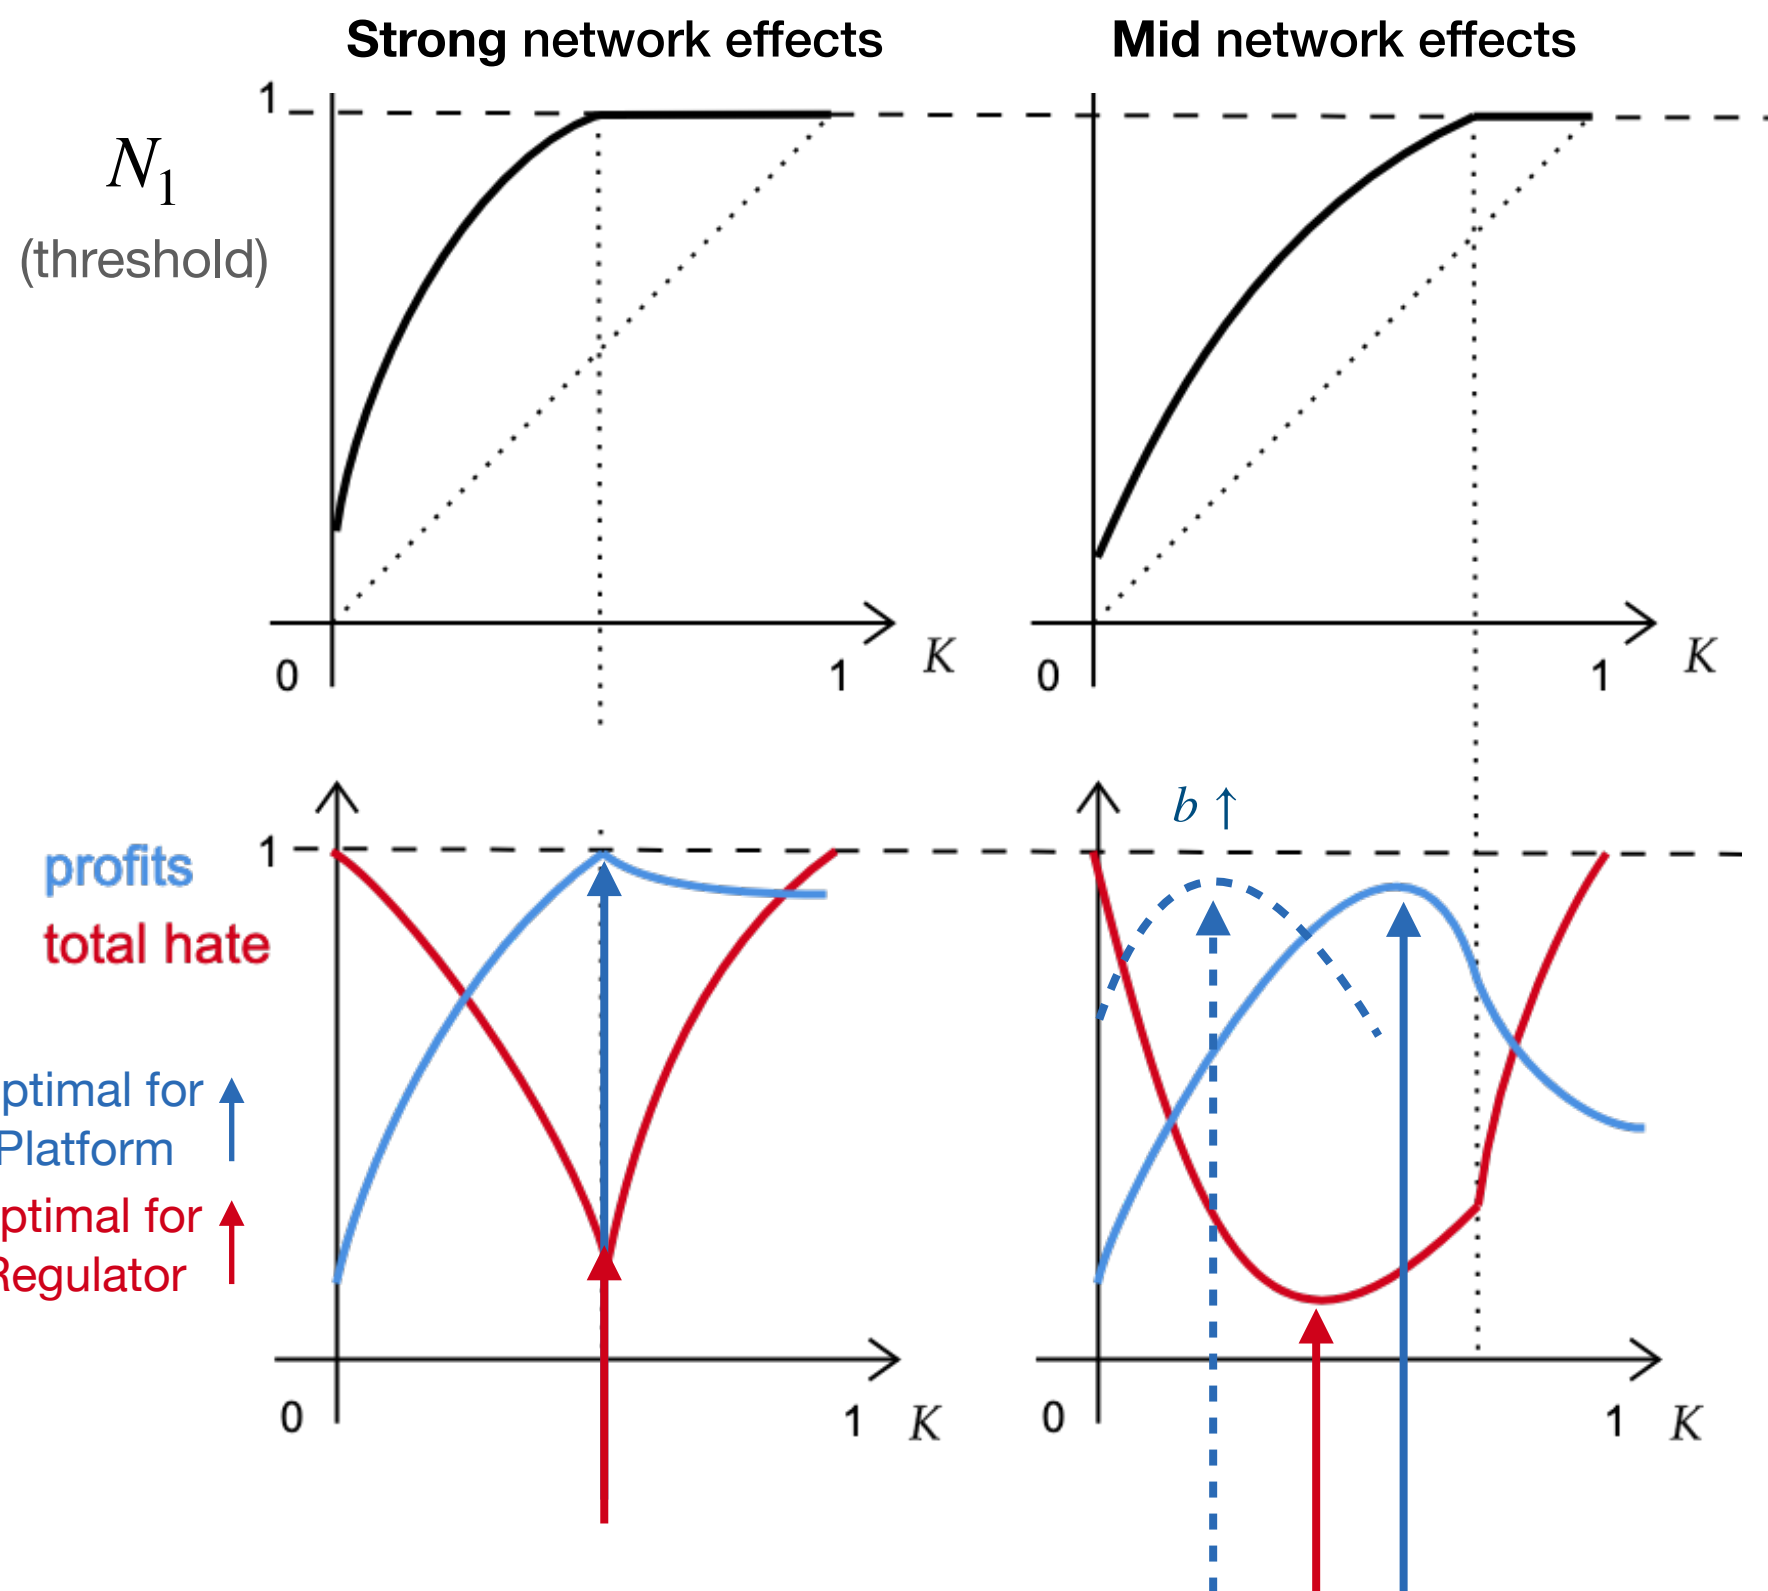 Strong network effects
Mid network effects
1
N₁
(threshold)
0
1
K
0
1
K
b ↑
1
profits
total hate
ptimal for
Platform
ptimal for
Regulator
0
1
K
0
1
K